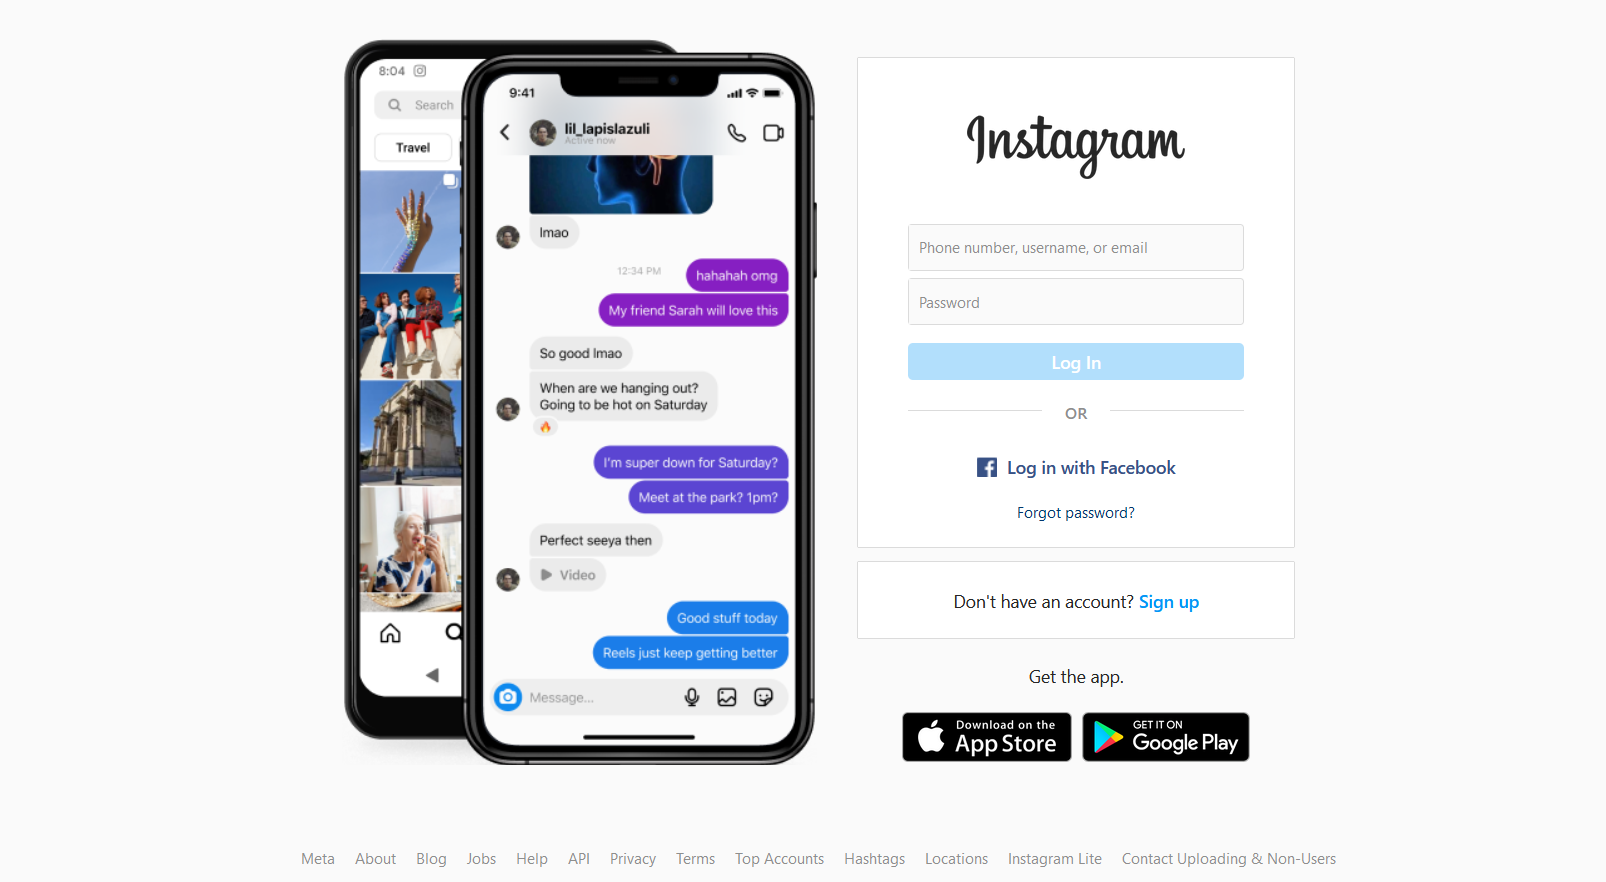 8:04
Search
Travel
9:41
lil_lapislazuli
Active now
lmao
12:34 PM
hahahah omg
My friend Sarah will love this
So good lmao
When are we hanging out?
Going to be hot on Saturday
I'm super down for Saturday?
Meet at the park? 1pm?
Perfect seeya then
Video
Good stuff today
Reels just keep getting better
Message...
Instagram
Phone number, username, or email
Password
Log In
OR
Log in with Facebook
Forgot password?
Don't have an account? Sign up
Get the app.
Download on the
App Store
GET IT ON
Google Play
Meta About Blog Jobs Help API Privacy Terms Top Accounts Hashtags Locations Instagram Lite Contact Uploading & Non-Users